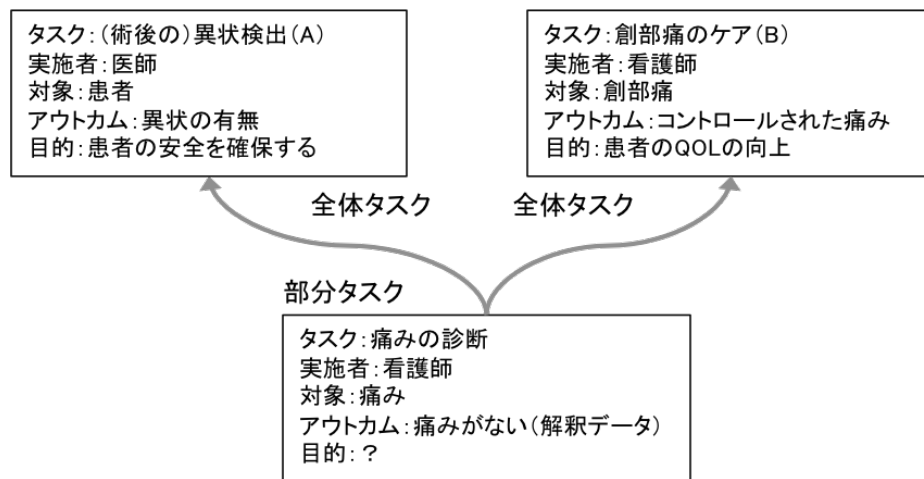 タスク:(術後の)異状検出(A)
実施者:医師
対象:患者
アウトカム:異状の有無
目的:患者の安全を確保する
タスク:創部痛のケア(B)
実施者:看護師
対象:創部痛
アウトカム:コントロールされた痛み
目的:患者のQOLの向上
全体タスク
全体タスク
部分タスク
タスク:痛みの診断
実施者:看護師
対象:痛み
アウトカム:痛みがない(解釈データ)
目的:?